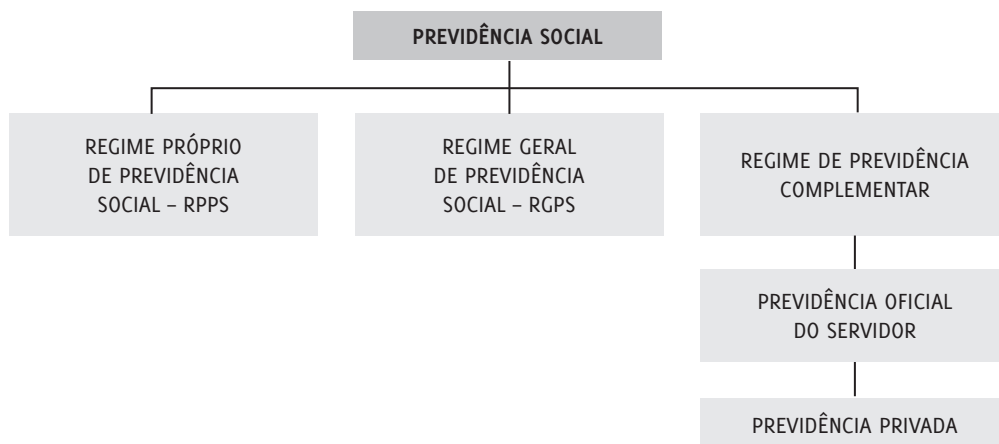 PREVIDÊNCIA SOCIAL
REGIME PRÓPRIO
DE PREVIDÊNCIA
SOCIAL – RPPS
REGIME GERAL
DE PREVIDÊNCIA
SOCIAL – RGPS
REGIME DE PREVIDÊNCIA
COMPLEMENTAR
PREVIDÊNCIA OFICIAL
DO SERVIDOR
PREVIDÊNCIA PRIVADA